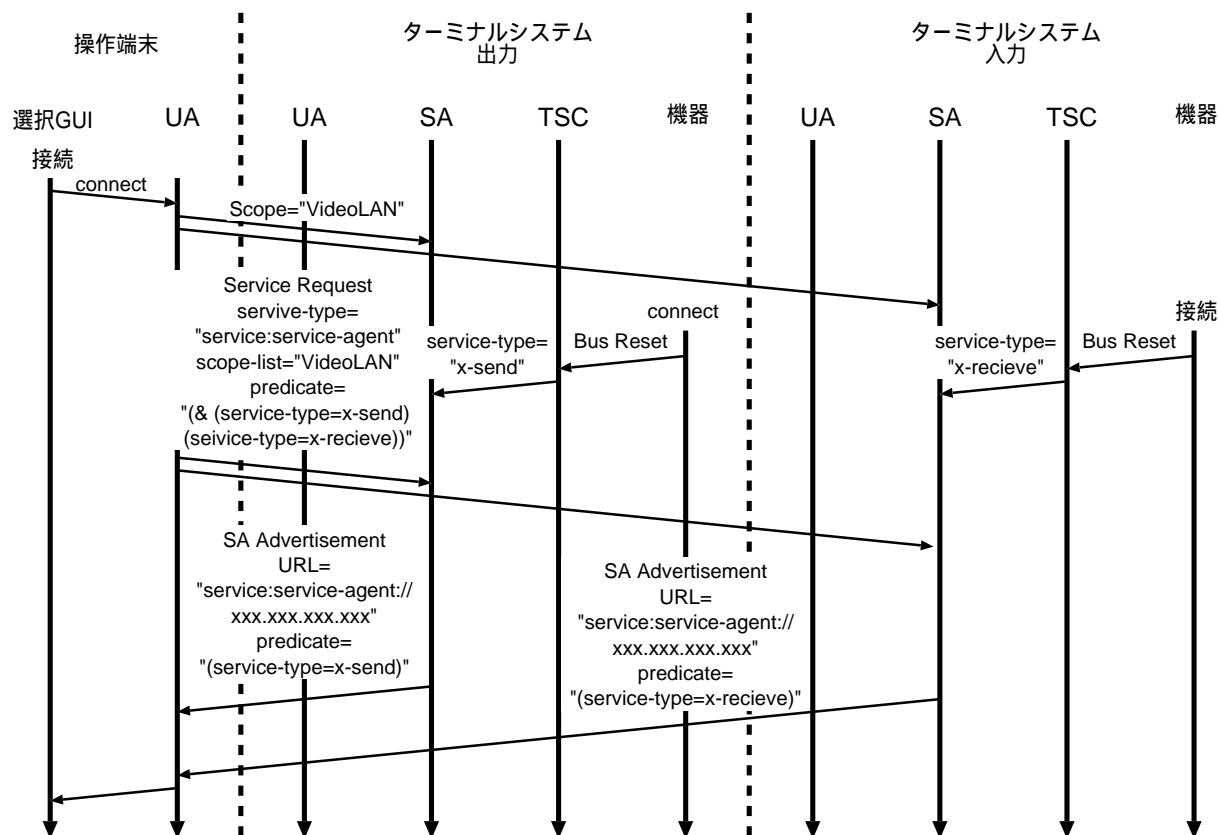 操作端末
ターミナルシステム
出力
ターミナルシステム
入力
選択GUI
UA
UA
SA
TSC
機器
UA
SA
TSC
機器
接続
connect
Scope="VideoLAN"
Service Request
servive-type=
"service:service-agent"
scope-list="VideoLAN"
predicate=
"(& (service-type=x-send)
(seivice-type=x-recieve))"
connect
service-type=
"x-send"
Bus Reset
接続
service-type=
"x-recieve"
Bus Reset
SA Advertisement
URL=
"service:service-agent://
xxx.xxx.xxx.xxx"
predicate=
"(service-type=x-send)"
SA Advertisement
URL=
"service:service-agent://
xxx.xxx.xxx.xxx"
predicate=
"(service-type=x-recieve)"